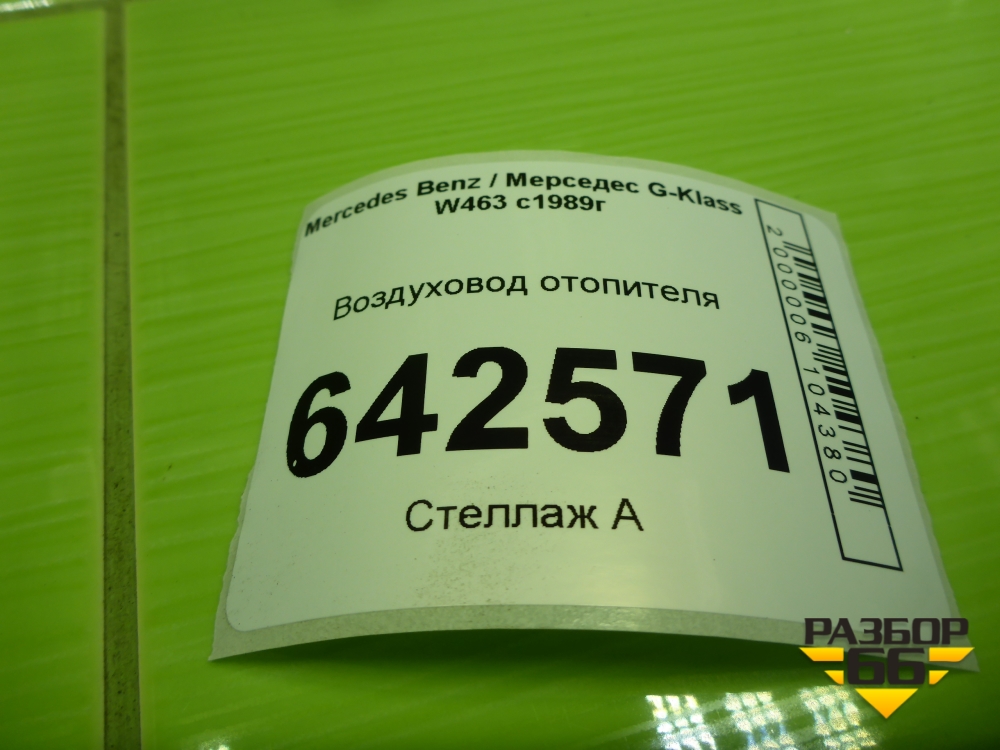 Mercedes Benz / Мерседес G-Klass
W463 с1989г
Воздуховод отопителя
642571
Стеллаж А
2000006104380
РАЗБОР
66